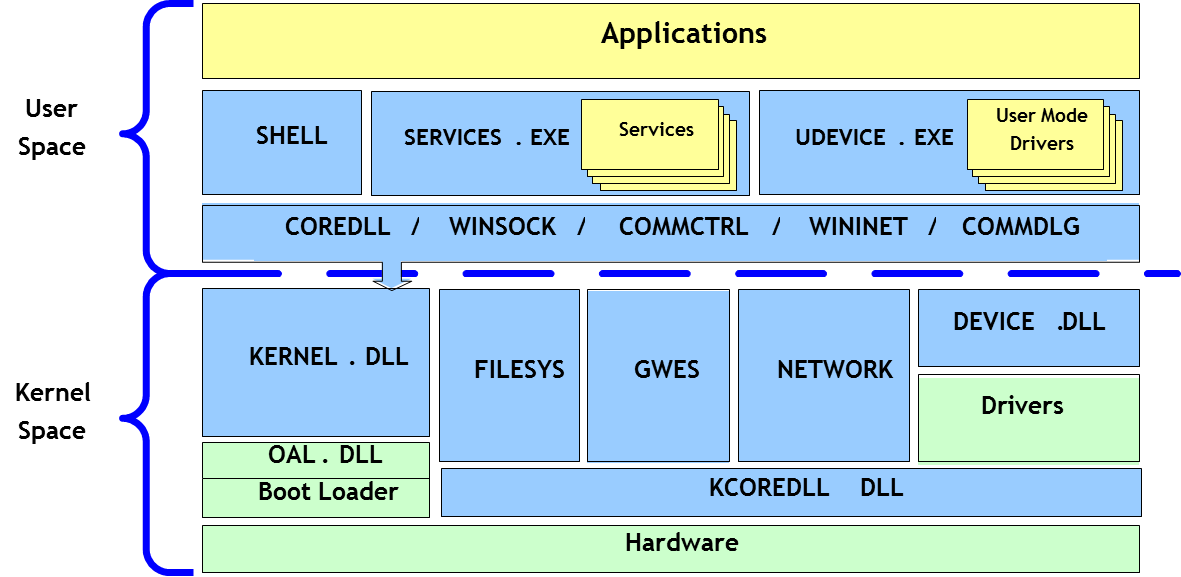 Applications
User
Space
SHELL
SERVICES . EXE
Services
UDEVICE . EXE
User Mode
Drivers
COREDLL / WINSOCK / COMMCTRL / WININET / COMMDLG
Kernel
Space
KERNEL . DLL
FILESYS
GWES
NETWORK
DEVICE .DLL
Drivers
OAL . DLL
Boot Loader
KCOREDLL DLL
Hardware